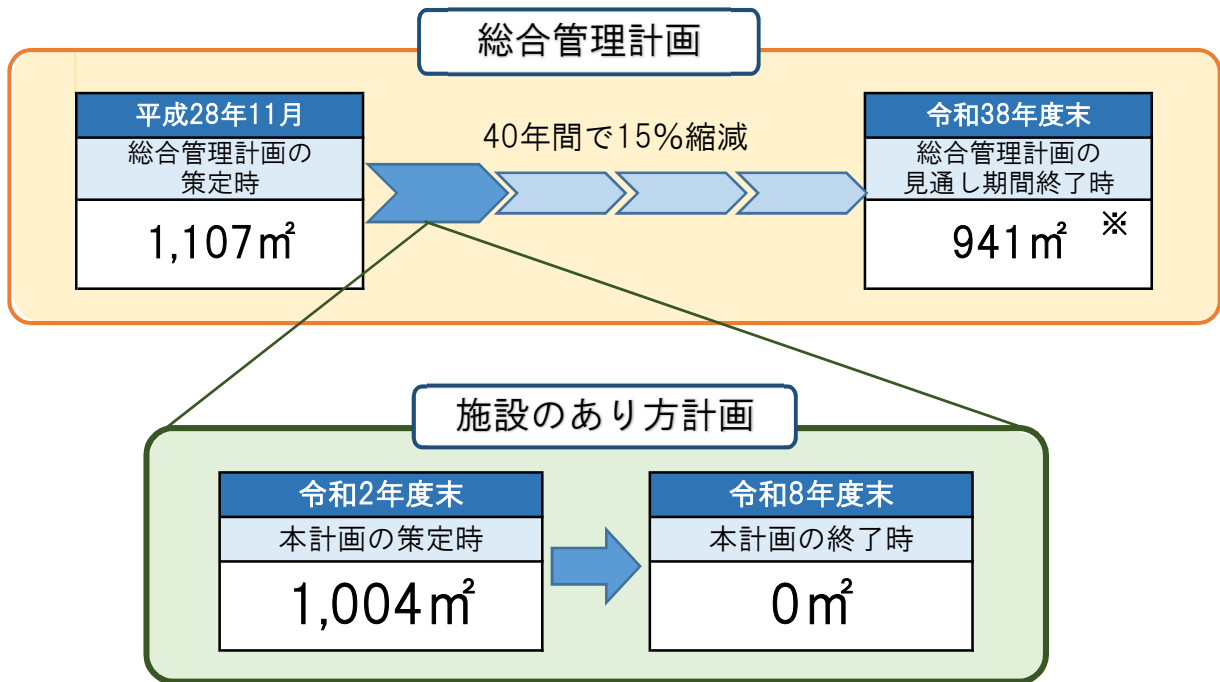 総合管理計画
平成28年11月
総合管理計画の
策定時
1,107㎡
40年間で15%縮減
令和38年度末
総合管理計画の
見通し期間終了時
941㎡ ※
施設のあり方計画
令和2年度末
本計画の策定時
1,004㎡
令和8年度末
本計画の終了時
0㎡